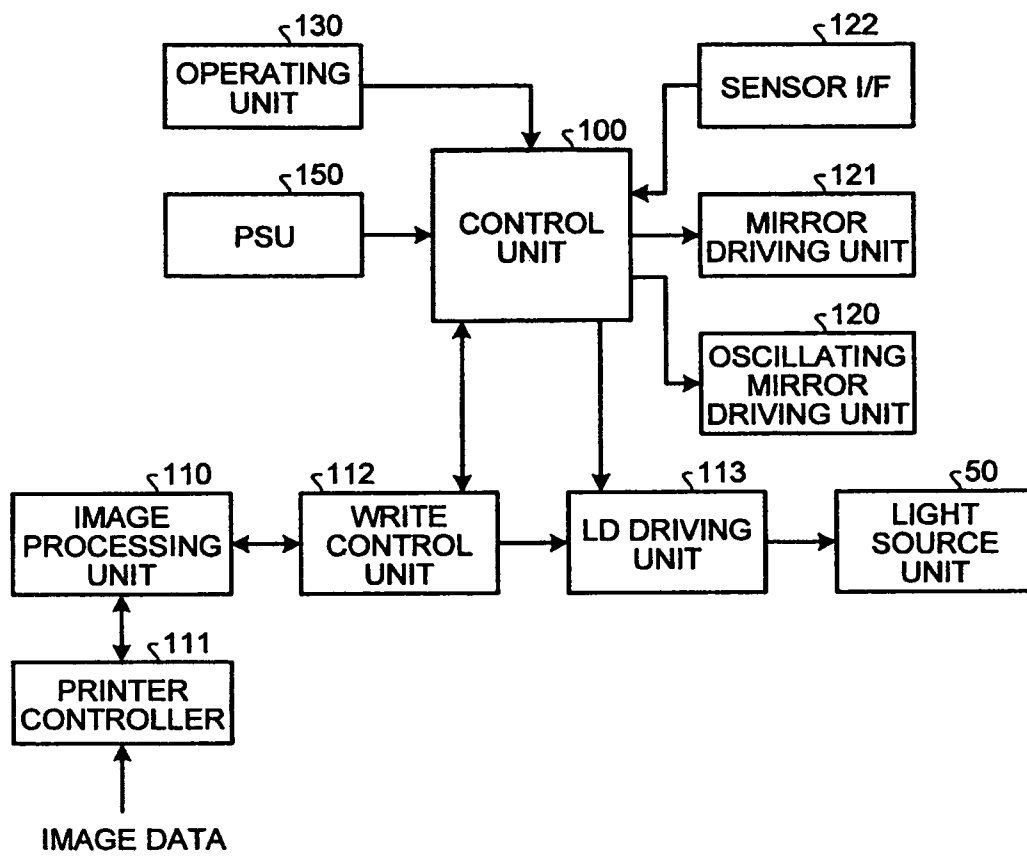 130
OPERATING
UNIT
122
SENSOR I/F
100
CONTROL
UNIT
150
PSU
121
MIRROR
DRIVING UNIT
120
OSCILLATING
MIRROR
DRIVING UNIT
110
IMAGE
PROCESSING
UNIT
112
WRITE
CONTROL
UNIT
113
LD DRIVING
UNIT
50
LIGHT
SOURCE
UNIT
111
PRINTER
CONTROLLER
IMAGE DATA